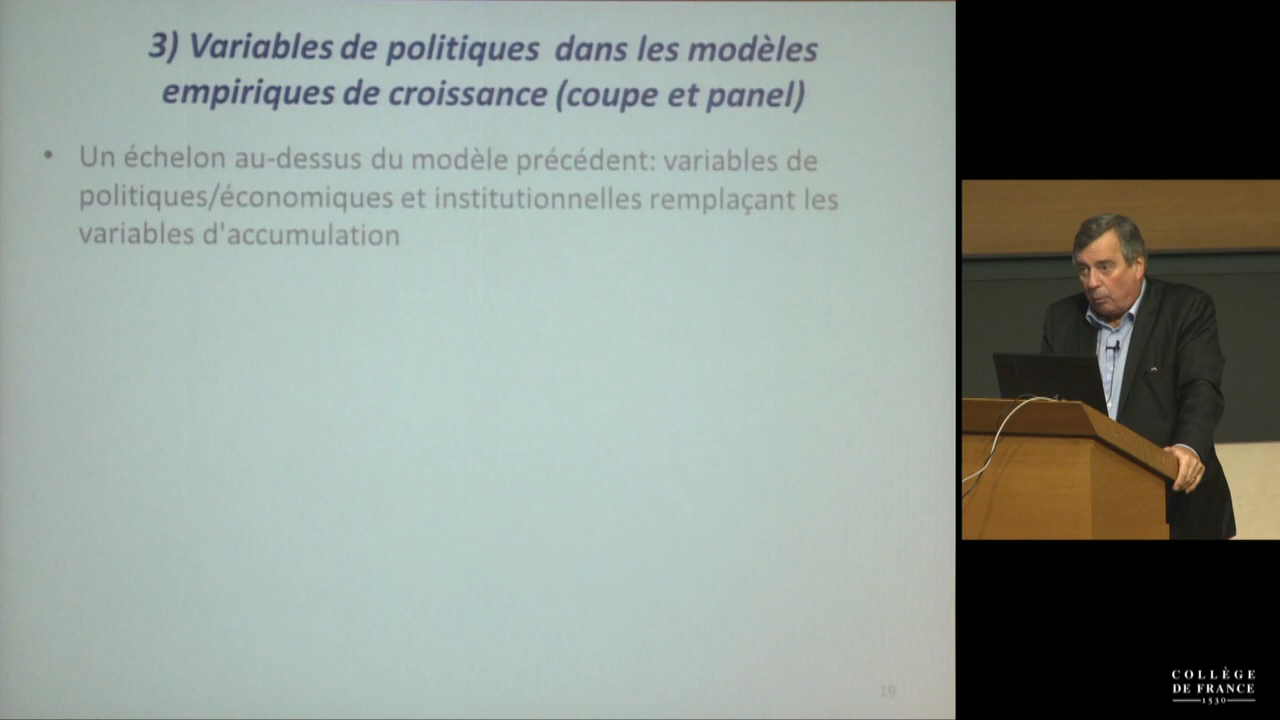 3) Variables de politiques dans les modèles
empiriques de croissance (coupe et panel)
• Un échelon au-dessus du modèle précédent: variables de
politiques/économiques et institutionnelles remplaçant les
variables d'accumulation
19
COLLÈGE
DE FRANCE
1530